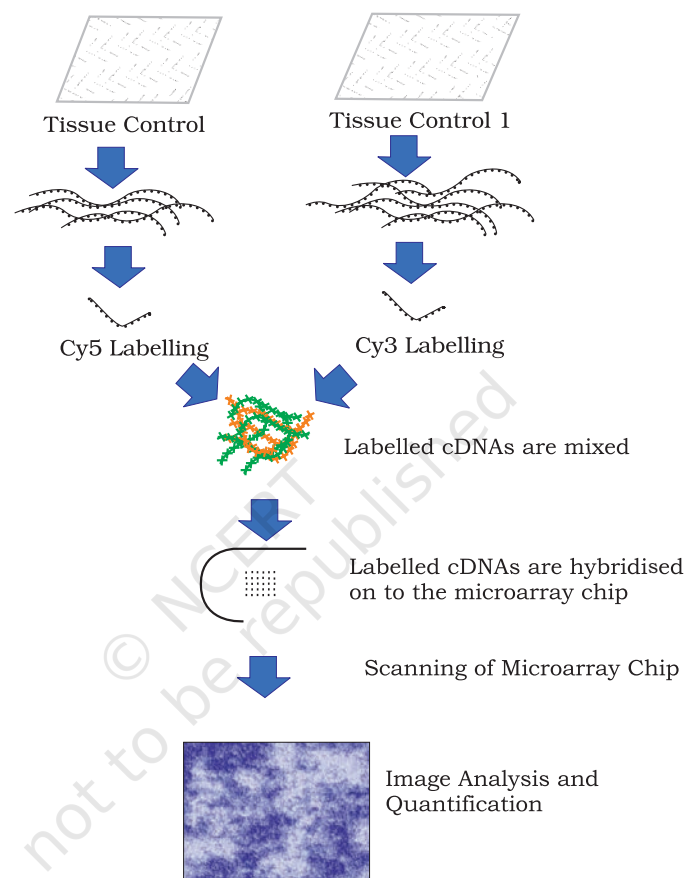 Tissue Control
Tissue Control 1
Cy5 Labelling
Cy3 Labelling
Labelled cDNAs are mixed
Labelled cDNAs are hybridised
on to the microarray chip
Scanning of Microarray Chip
Image Analysis and
Quantification
© NCERT
not to be republished